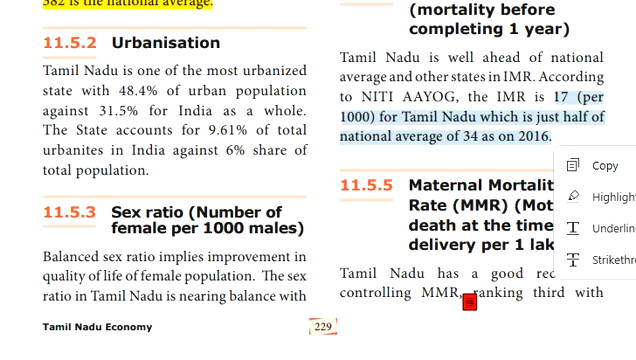 582 is the national average.
11.5.2 Urbanisation
Tamil Nadu is one of the most urbanized
state with 48.4% of urban population
against 31.5% for India as a whole.
The State accounts for 9.61% of total
urbanites in India against 6% share of
total population.
11.5.3 Sex ratio (Number of
female per 1000 males)
Balanced sex ratio implies improvement in
quality of life of female population. The sex
ratio in Tamil Nadu is nearing balance with
(mortality before
completing 1 year)
Tamil Nadu is well ahead of national
average and other states in IMR. According
to NITI AAYOG, the IMR is 17 (per
1000) for Tamil Nadu which is just half of
national average of 34 as on 2016.
11.5.5 Maternal Mortalit
Rate (MMR) (Mot
death at the time
delivery per 1 lak
Tamil Nadu has a good rec
controlling MMR, ranking third with
Copy
Highligh
Underlin
Strikethr
Tamil Nadu Economy
229